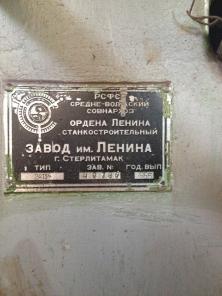 РСФСР
СРЕДНЕ-ВОЛЖСКИЙ
СОВНАРХОЗ
ОРДЕНА ЛЕНИНА
СТАНКОСТРОИТЕЛЬНЫЙ
ЗАВОД ИМ. ЛЕНИНА
Г. СТЕРЛИТАМАК
ТИП ЗАВ. № ГОД. ВЫП